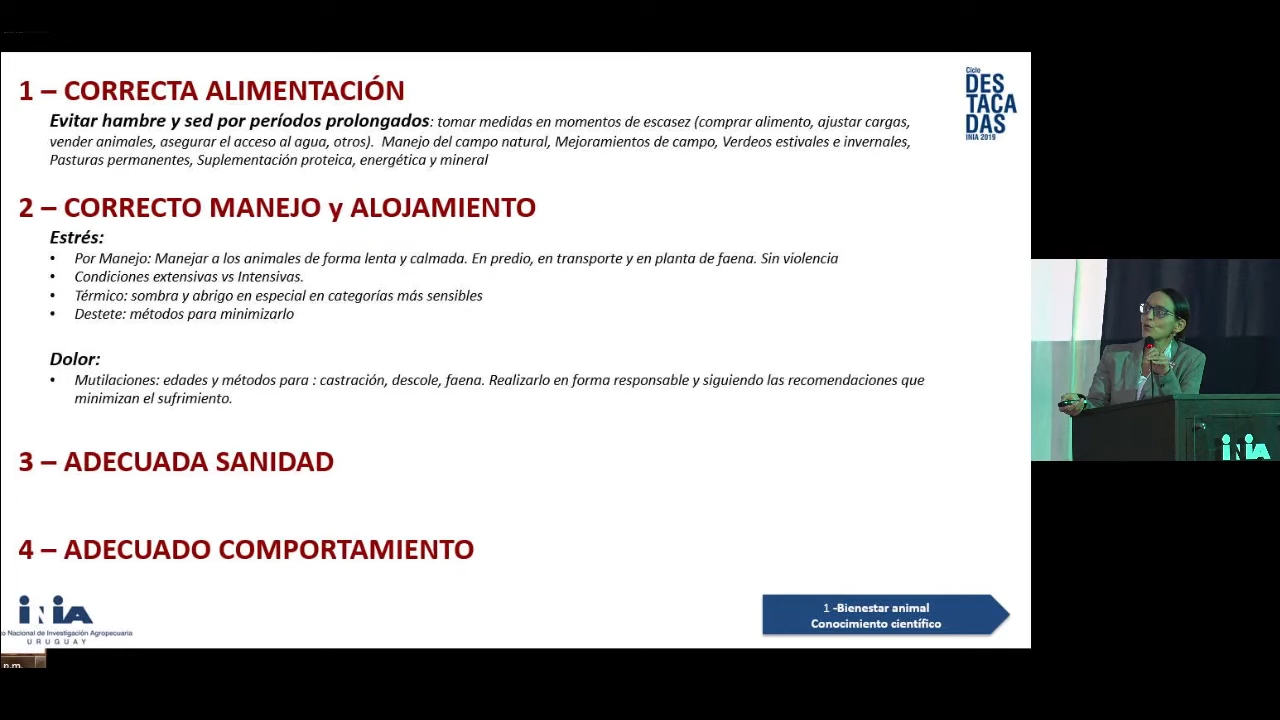 1 – CORRECTA ALIMENTACIÓN
Evitar hambre y sed por períodos prolongados: tomar medidas en momentos de escasez (comprar alimento, ajustar cargas,
vender animales, asegurar el acceso al agua, otros). Manejo del campo natural, Mejoramientos de campo, Verdeos estivales e invernales,
Pasturas permanentes, Suplementación proteica, energética y mineral
Ciclo
DES
TACA
DAS
INIA 2019
2 – CORRECTO MANEJO y ALOJAMIENTO
Estrés:
• Por Manejo: Manejar a los animales de forma lenta y calmada. En predio, en transporte y en planta de faena. Sin violencia
• Condiciones extensivas vs Intensivas.
• Térmico: sombra y abrigo en especial en categorías más sensibles
• Destete: métodos para minimizarlo
Dolor:
• Mutilaciones: edades y métodos para : castración, descole, faena. Realizarlo en forma responsable y siguiendo las recomendaciones que
minimizan el sufrimiento.
3 – ADECUADA SANIDAD
4 – ADECUADO COMPORTAMIENTO
iNiA
o Nacional de Investigación Agropecuaria
URUGUAY
1 -Bienestar animal
Conocimiento científico
iNiA
p.m.